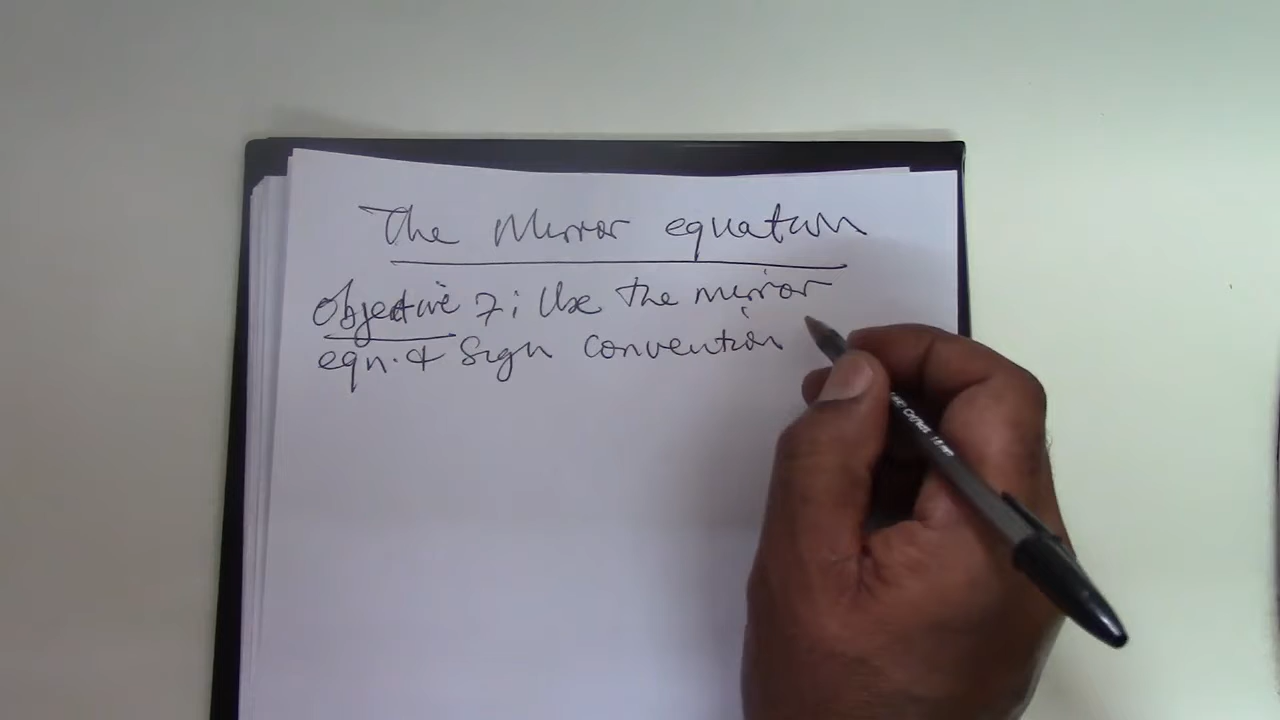 The Mirror equation
Objective 7: Use the mirror
eqn. & Sign convention